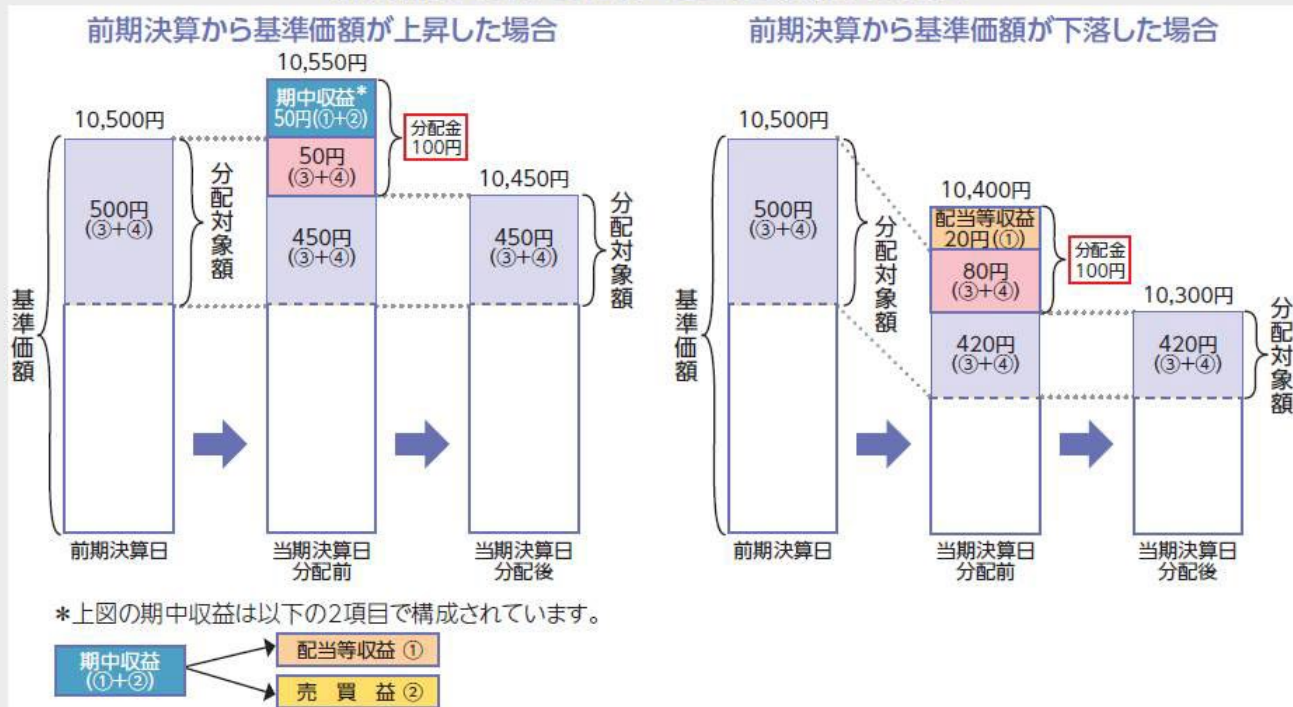 前期決算から基準価額が上昇した場合
10,500円
10,550円
期中収益*
50円(①+②)
分配金
100円
50円
(③+④)
10,450円
500円
(③+④)
分配対象額
450円
(③+④)
450円
(③+④)
分配対象額
基準価額
前期決算日
当期決算日
分配前
当期決算日
分配後
前期決算から基準価額が下落した場合
10,500円
10,400円
配当等収益
20円(①)
分配金
100円
80円
(③+④)
10,300円
500円
(③+④)
分配対象額
420円
(③+④)
420円
(③+④)
分配対象額
基準価額
前期決算日
当期決算日
分配前
当期決算日
分配後
*上図の期中収益は以下の2項目で構成されています。
期中収益
(①+②)
配当等収益 ①
売 買 益 ②